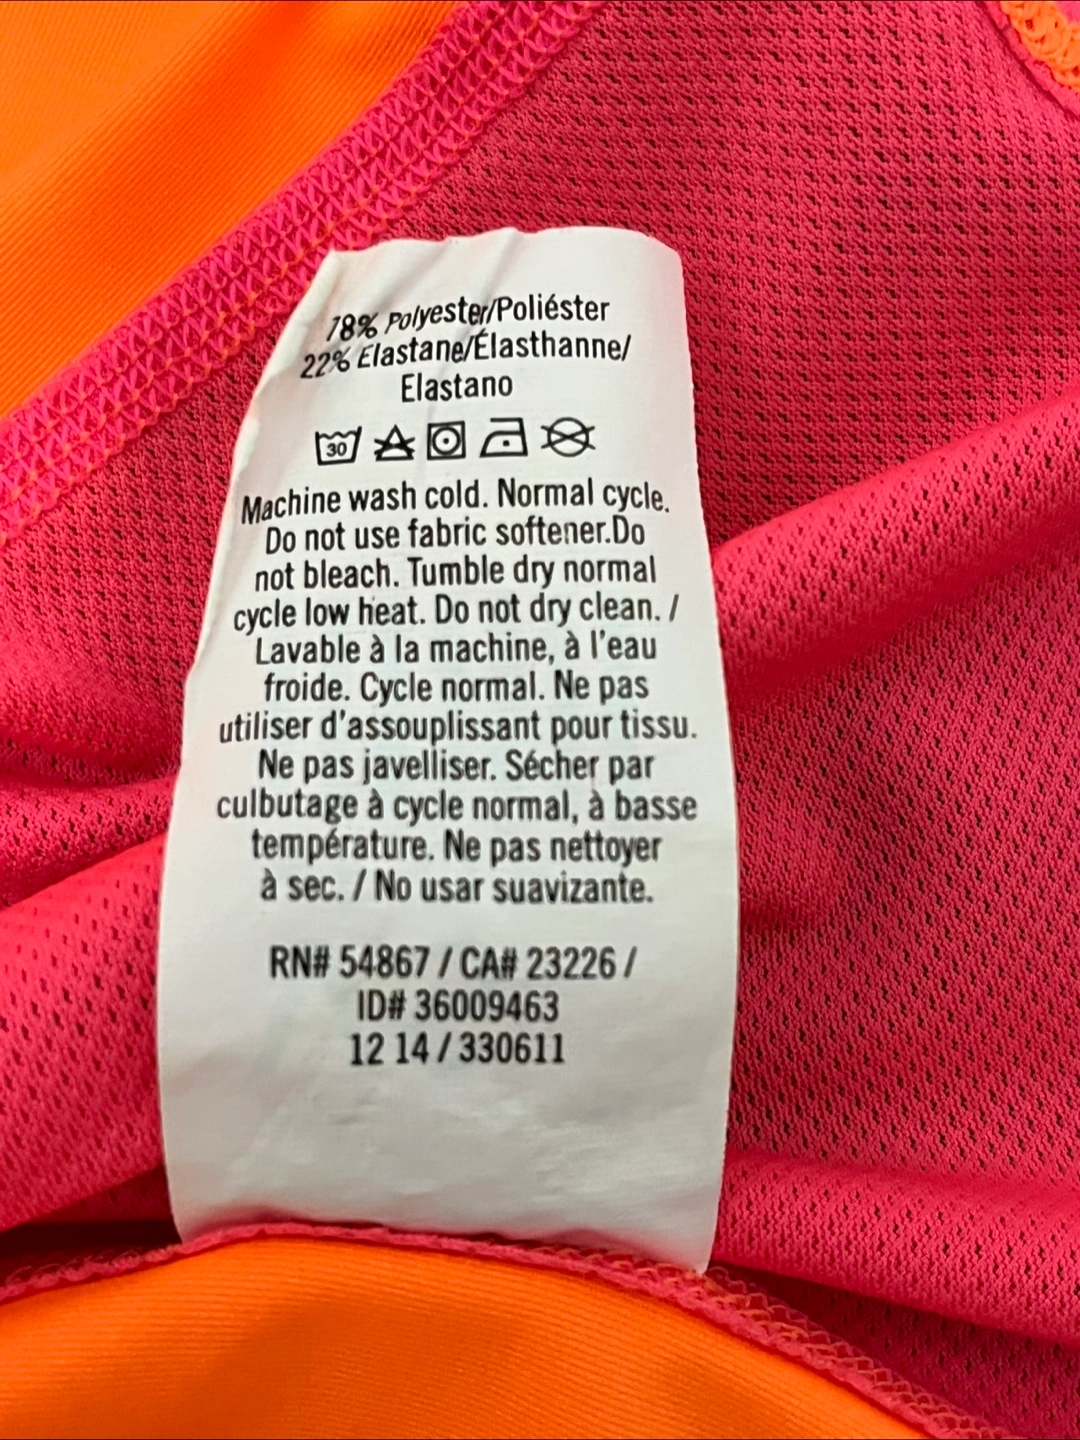 78% Polyester/Poliéster
22% Elastane/Élasthanne/
Elastano
30
Machine wash cold. Normal cycle.
Do not use fabric softener.Do
not bleach. Tumble dry normal
cycle low heat. Do not dry clean. /
Lavable à la machine, à l'eau
froide. Cycle normal. Ne pas
utiliser d'assouplissant pour tissu.
Ne pas javelliser. Sécher par
culbutage à cycle normal, à basse
température. Ne pas nettoyer
à sec. / No usar suavizante.
RN# 54867 / CA# 23226 /
ID# 36009463
12 14 / 330611